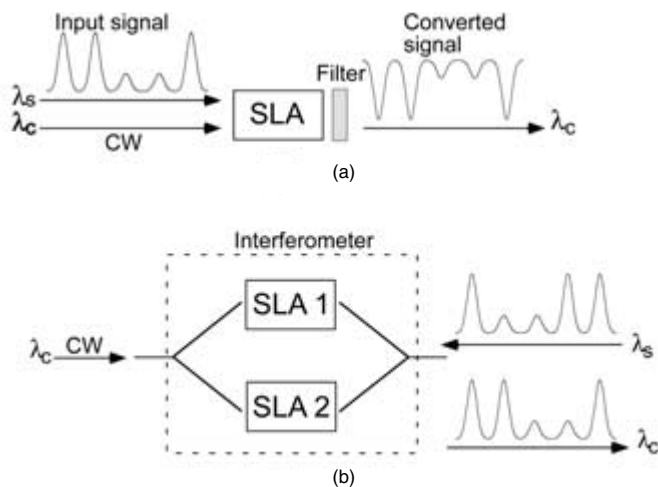 Input signal
Converted
signal
Filter
λs
λc
CW
SLA
λc
(a)
Interferometer
SLA 1
λc CW
λs
SLA 2
λc
(b)